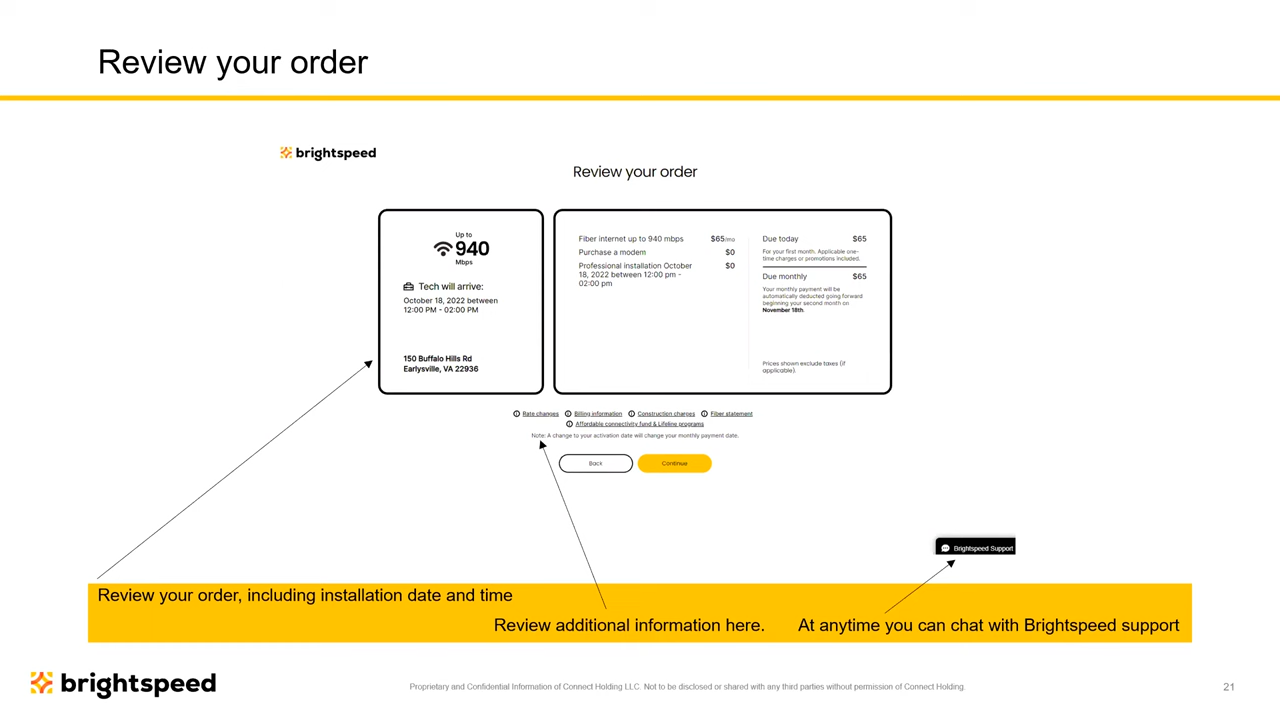 Review your order
brightspeed
Review your order
Up to
940
Mbps
Tech will arrive:
October 18, 2022 between
12:00 PM - 02:00 PM
150 Buffalo Hills Rd
Earlysville, VA 22936
Fiber internet up to 940 mbps $65/mo
Purchase a modem $0
Professional installation October $0
18, 2022 between 12:00 pm -
02:00 pm
Due today $65
For your first month. Applicable one-
time charges or promotions included.
Due monthly $65
Your monthly payment will be
automatically deducted going forward
beginning your second month on
November 18th.
Prices shown exclude taxes (if
applicable).
Rate changes Billing information Construction charges Fiber statement
Affordable connectivity fund & Lifeline programs
Note: A change to your activation date will change your monthly payment date.
Back Continue
Brightspeed Support
Review your order, including installation date and time
Review additional information here. At anytime you can chat with Brightspeed support
brightspeed
Proprietary and Confidential Information of Connect Holding LLC. Not to be disclosed or shared with any third parties without permission of Connect Holding.
21